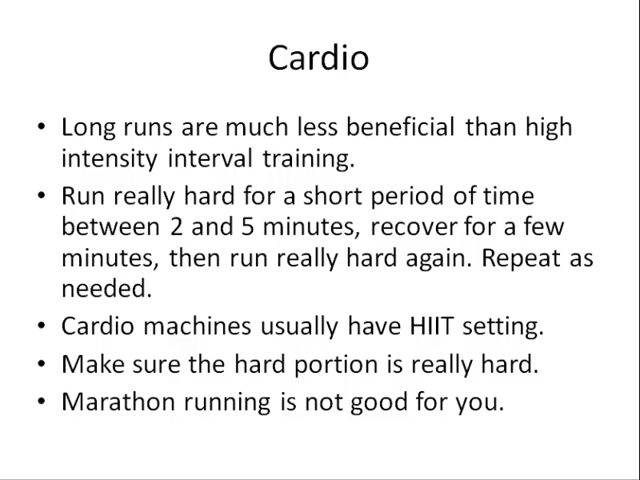 Cardio
• Long runs are much less beneficial than high
intensity interval training.
• Run really hard for a short period of time
between 2 and 5 minutes, recover for a few
minutes, then run really hard again. Repeat as
needed.
• Cardio machines usually have HIIT setting.
• Make sure the hard portion is really hard.
• Marathon running is not good for you.